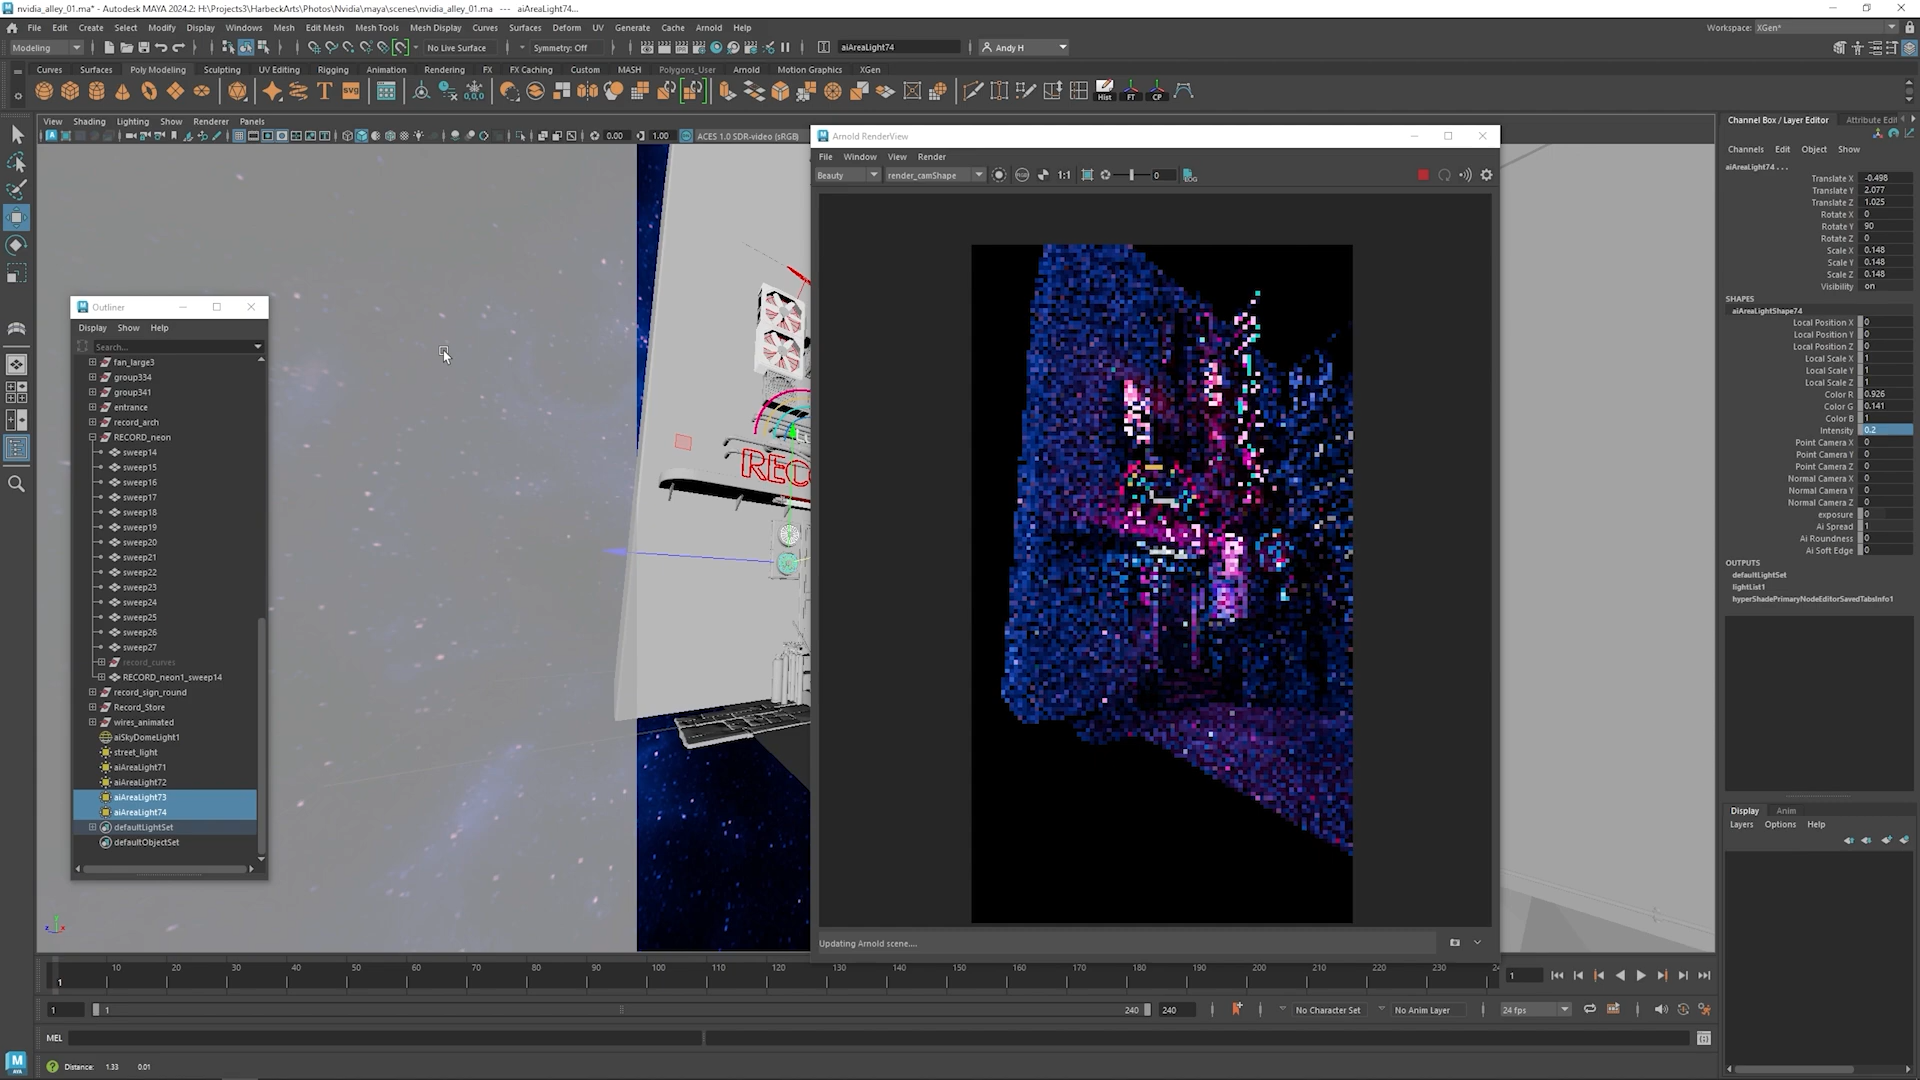 nvidia_alley_01.ma* - Autodesk MAYA 2024.2: H:\Projects3\HarbeckArts\Photos\Nvidia\maya\scenes\nvidia_alley_01.ma --- aiAreaLight74...
File Edit Create Select Modify Display Windows Mesh Edit Mesh Mesh Tools Mesh Display Curves Surfaces Deform UV Generate Cache Arnold Help
Workspace: XGen*
Modeling
No Live Surface
Symmetry: Off
aiAreaLight74
Andy H
Curves Surfaces Poly Modeling Sculpting UV Editing Rigging Animation Rendering FX FX Caching Custom MASH Polygons_User Arnold Motion Graphics XGen
SVG
0,0,0
Hist
FT
CP
View Shading Lighting Show Renderer Panels
0.00
1.00
ACES 1.0 SDR-video (sRGB)
Outliner
Display Show Help
Search...
fan_large3
group334
group341
entrance
record_arch
RECORD_neon
sweep14
sweep15
sweep16
sweep17
sweep18
sweep19
sweep20
sweep21
sweep22
sweep23
sweep24
sweep25
sweep26
sweep27
record_curves
RECORD_neon1_sweep14
record_sign_round
Record_Store
wires_animated
aiSkyDomeLight1
street_light
aiAreaLight71
aiAreaLight72
aiAreaLight73
aiAreaLight74
defaultLightSet
defaultObjectSet
RECO
Arnold RenderView
File Window View Render
Beauty
render_camShape
1:1
0
LOG
Updating Arnold scene....
Channel Box / Layer Editor
Attribute Edit
Channels Edit Object Show
aiAreaLight74 . . .
Translate X -0.498
Translate Y 2.077
Translate Z 1.025
Rotate X 0
Rotate Y 90
Rotate Z 0
Scale X 0.148
Scale Y 0.148
Scale Z 0.148
Visibility on
SHAPES
aiAreaLightShape74
Local Position X 0
Local Position Y 0
Local Position Z 0
Local Scale X 1
Local Scale Y 1
Local Scale Z 1
Color R 0.926
Color G 0.141
Color B 1
Intensity 0.2
Point Camera X 0
Point Camera Y 0
Point Camera Z 0
Normal Camera X 0
Normal Camera Y 0
Normal Camera Z 0
exposure 0
Ai Spread 1
Ai Roundness 0
Ai Soft Edge 0
OUTPUTS
defaultLightSet
lightList1
hyperShadePrimaryNodeEditorSavedTabsInfo1
Display Anim
Layers Options Help
10 20 30 40 50 60 70 80 90 100 110 120 130 140 150 160 170 180 190 200 210 220 230
1
1
1
1
240
240
No Character Set
No Anim Layer
24 fps
MEL
Distance: 1.33 0.01